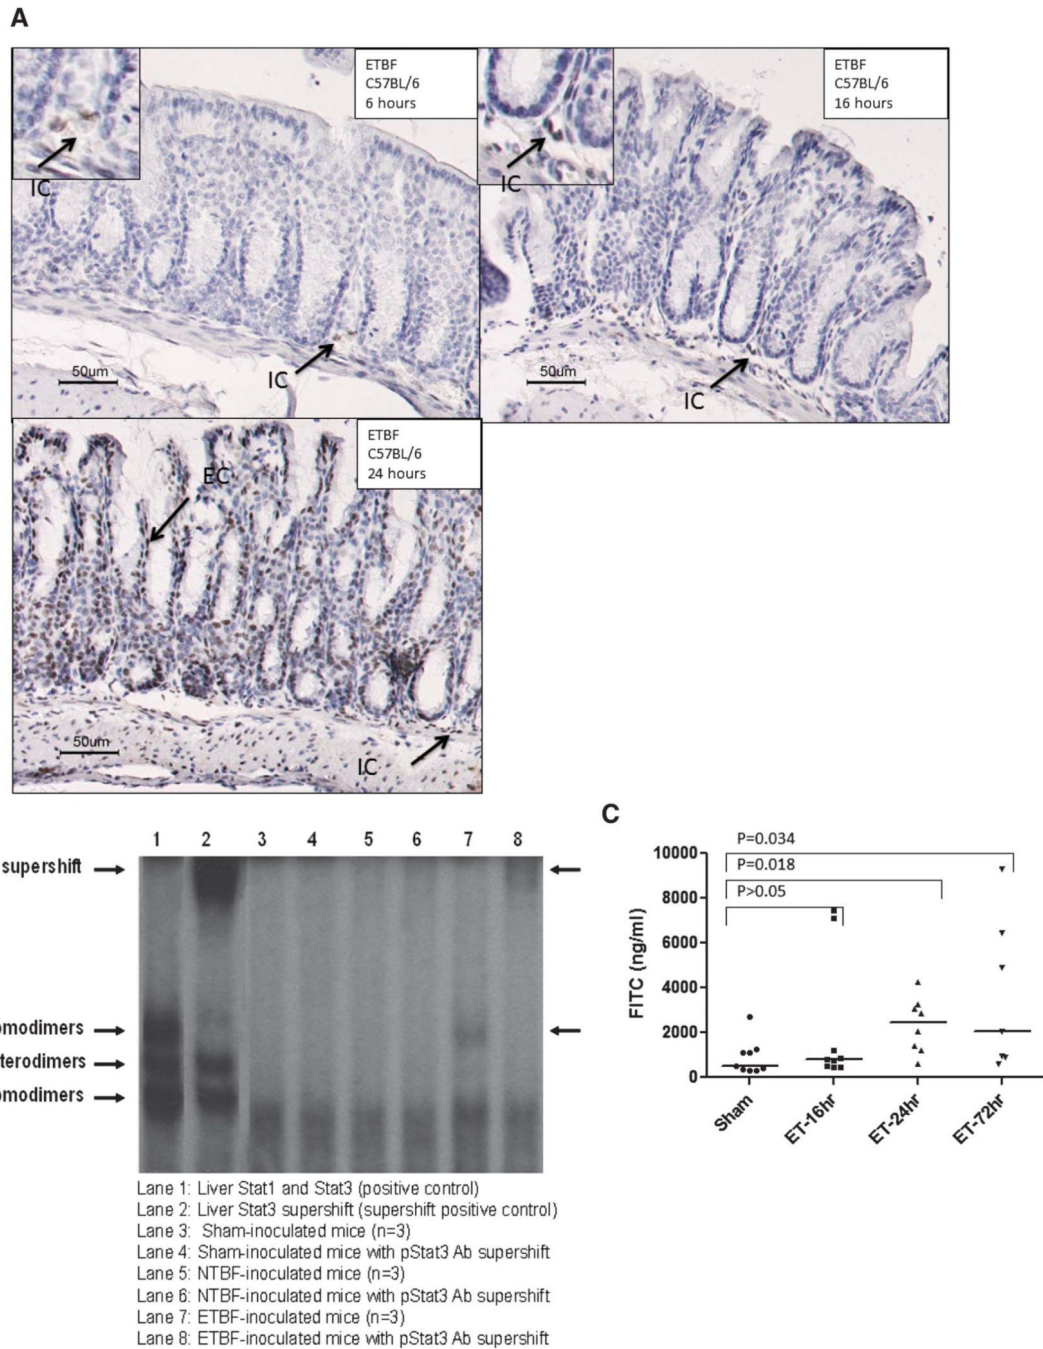 A
ETBF
C57BL/6
6 hours
IC
IC
50um
ETBF
C57BL/6
16 hours
IC
IC
50um
ETBF
C57BL/6
24 hours
EC
IC
50um
1 2 3 4 5 6 7 8
supershift
omodimers
terodimers
omodimers
Lane 1: Liver Stat1 and Stat3 (positive control)
Lane 2: Liver Stat3 supershift (supershift positive control)
Lane 3: Sham-inoculated mice (n=3)
Lane 4: Sham-inoculated mice with pStat3 Ab supershift
Lane 5: NTBF-inoculated mice (n=3)
Lane 6: NTBF-inoculated mice with pStat3 Ab supershift
Lane 7: ETBF-inoculated mice (n=3)
Lane 8: ETBF-inoculated mice with pStat3 Ab supershift
C
P=0.034
P=0.018
P>0.05
FITC (ng/ml)
10000
8000
6000
4000
2000
0
Sham
ET-16hr
ET-24hr
ET-72hr